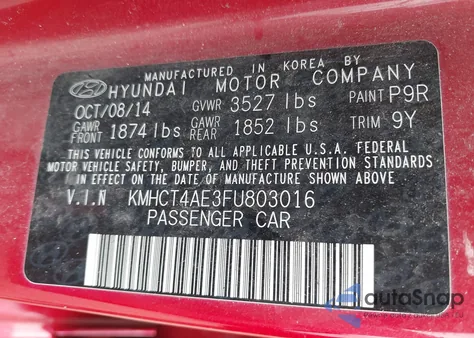 MANUFACTURED IN KOREA BY
HYUNDAI MOTOR COMPANY
OCT/08/14 GVWR 3527 lbs PAINT P9R
GAWR FRONT 1874 lbs GAWR REAR 1852 lbs TRIM 9Y
THIS VEHICLE CONFORMS TO ALL APPLICABLE U.S.A. FEDERAL
MOTOR VEHICLE SAFETY, BUMPER, AND THEFT PREVENTION STANDARDS
IN EFFECT ON THE DATE OF MANUFACTURE SHOWN ABOVE.
V.I.N KMHCT4AE3FU803016
PASSENGER CAR
autoSnap